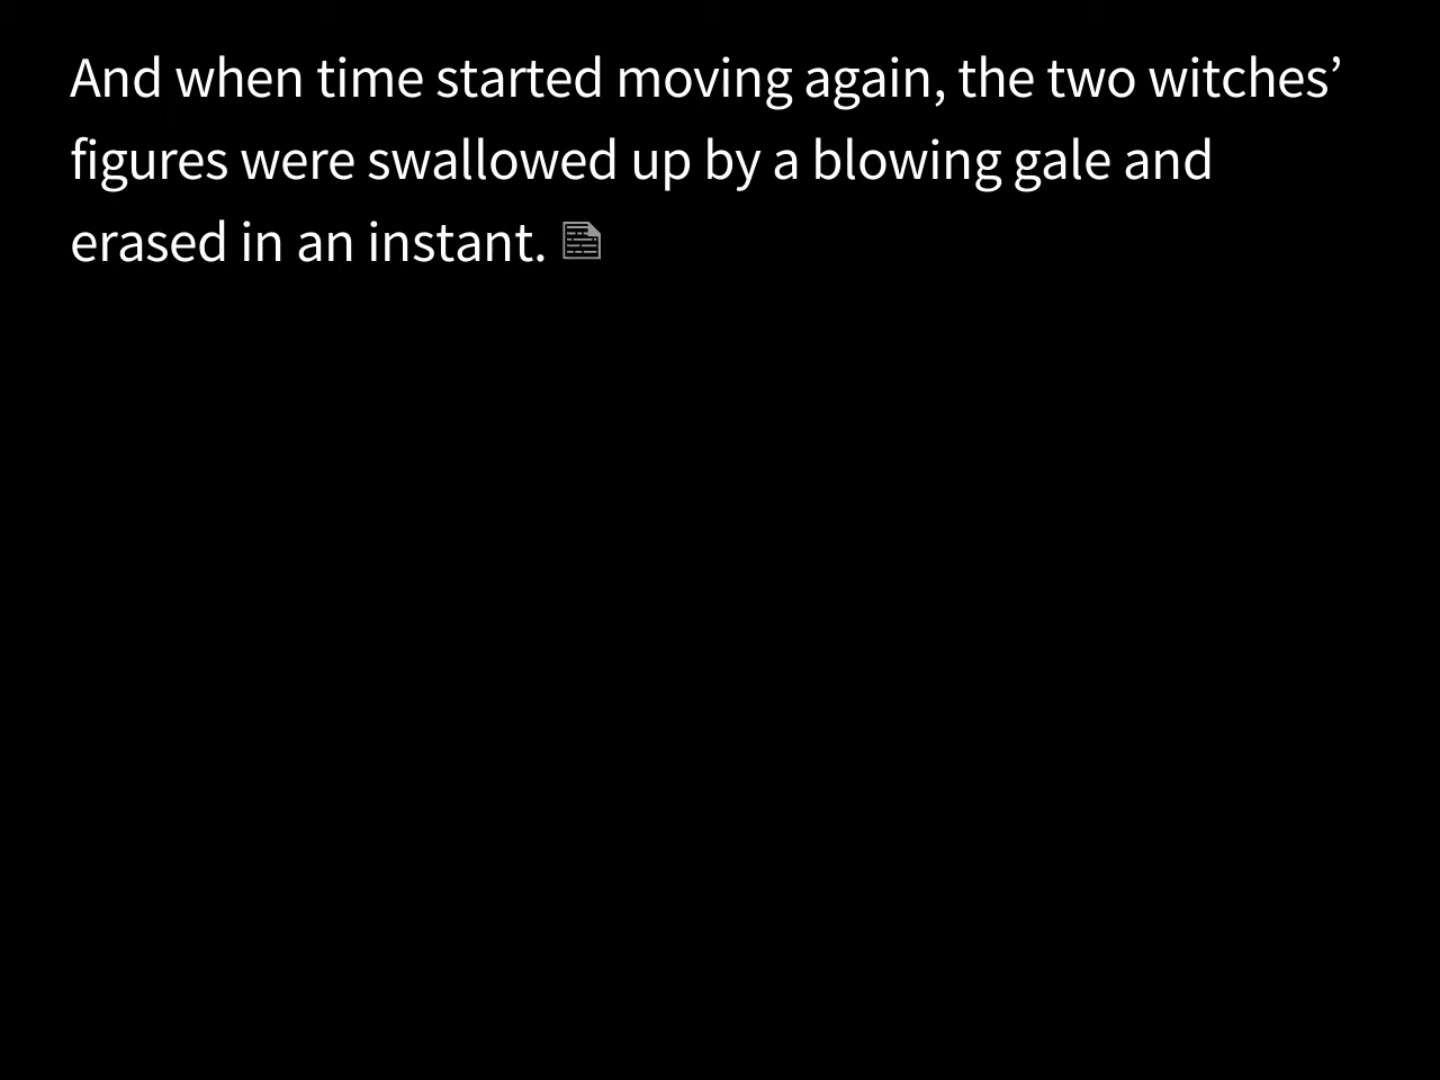 And when time started moving again, the two witches’
figures were swallowed up by a blowing gale and
erased in an instant.